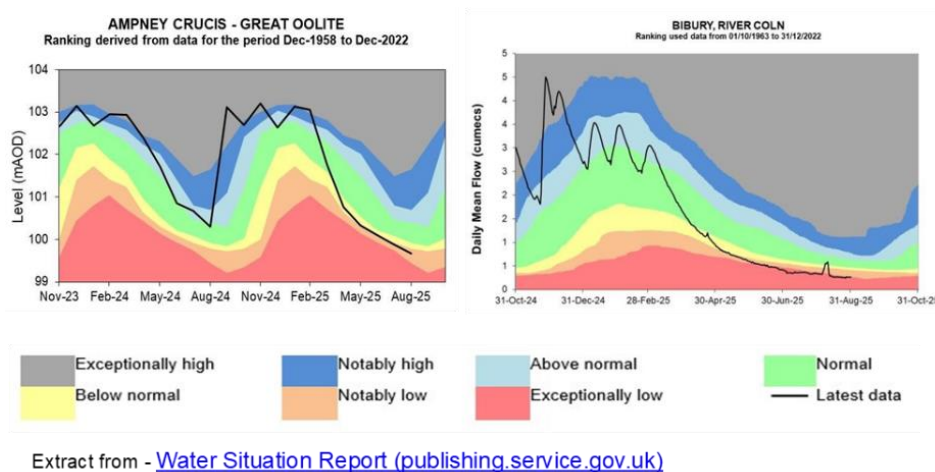 AMPNEY CRUCIS - GREAT OOLITE
Ranking derived from data for the period Dec-1958 to Dec-2022
Level (mAOD)
104
103
102
101
100
99
Nov-23 Feb-24 May-24 Aug-24 Nov-24 Feb-25 May-25 Aug-25
BIBURY, RIVER COLN
Ranking used data from 01/10/1963 to 31/12/2022
Daily Mean Flow (cumecs)
5
5
4
4
3
3
2
2
1
1
0
31-Oct-24 31-Dec-24 28-Feb-25 30-Apr-25 30-Jun-25 31-Aug-25 31-Oct-25
Exceptionally high Notably high Above normal Normal
Below normal Notably low Exceptionally low Latest data
Extract from - Water Situation Report (publishing.service.gov.uk)